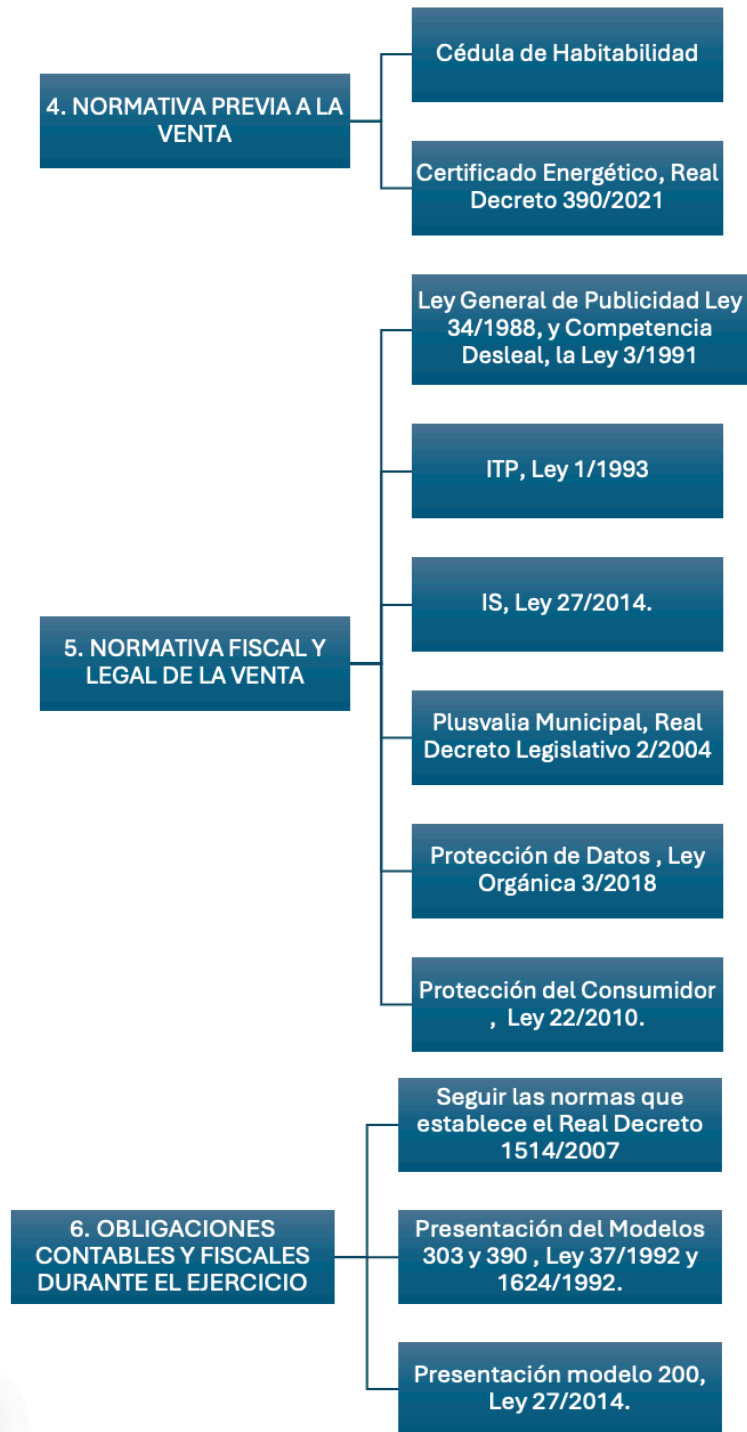 4. NORMATIVA PREVIA A LA
VENTA
Cédula de Habitabilidad
Certificado Energético, Real
Decreto 390/2021
5. NORMATIVA FISCAL Y
LEGAL DE LA VENTA
Ley General de Publicidad Ley
34/1988, y Competencia
Desleal, la Ley 3/1991
ITP, Ley 1/1993
IS, Ley 27/2014.
Plusvalia Municipal, Real
Decreto Legislativo 2/2004
Protección de Datos , Ley
Orgánica 3/2018
Protección del Consumidor
, Ley 22/2010.
6. OBLIGACIONES
CONTABLES Y FISCALES
DURANTE EL EJERCICIO
Seguir las normas que
establece el Real Decreto
1514/2007
Presentación del Modelos
303 y 390 , Ley 37/1992 y
1624/1992.
Presentación modelo 200,
Ley 27/2014.